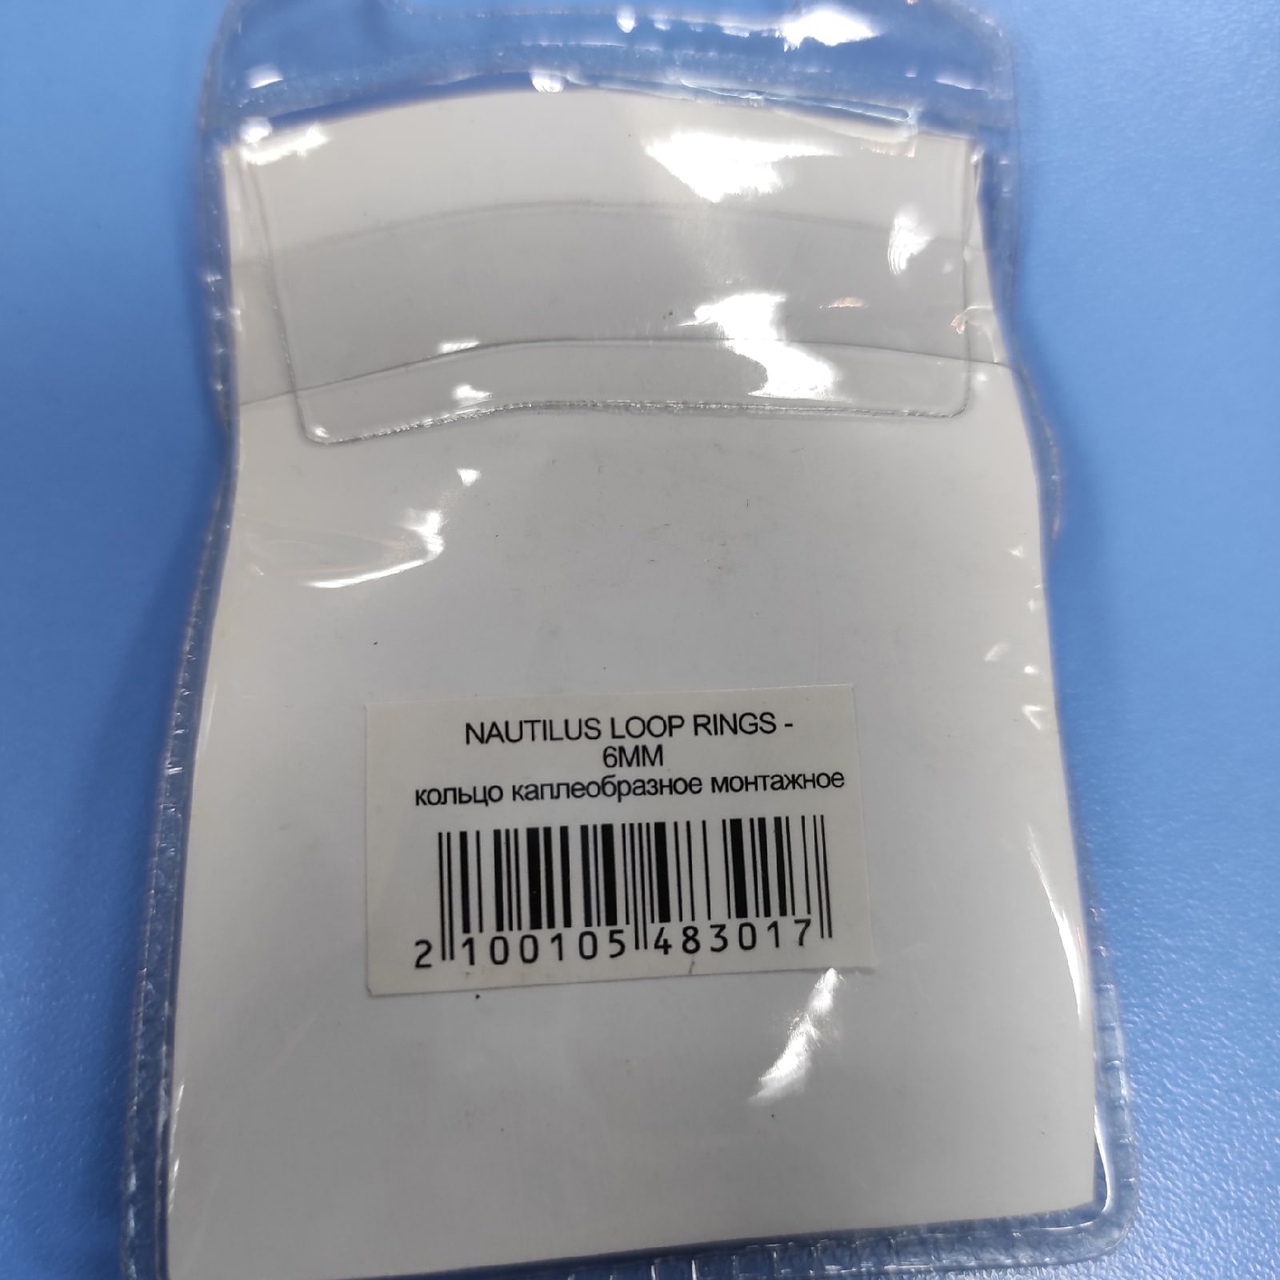 NAUTILUS LOOP RINGS -
6MM
кольцо каплеобразное монтажное
2 100105 483017